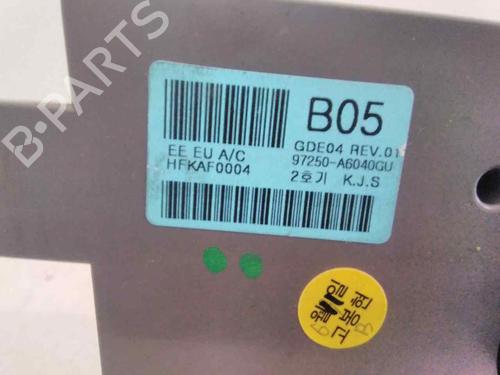 B-PARTS
B05
EE EU A/C
HFKAF0004
GDE04 REV.01
97250-A6040GU
2호기 K.J.S